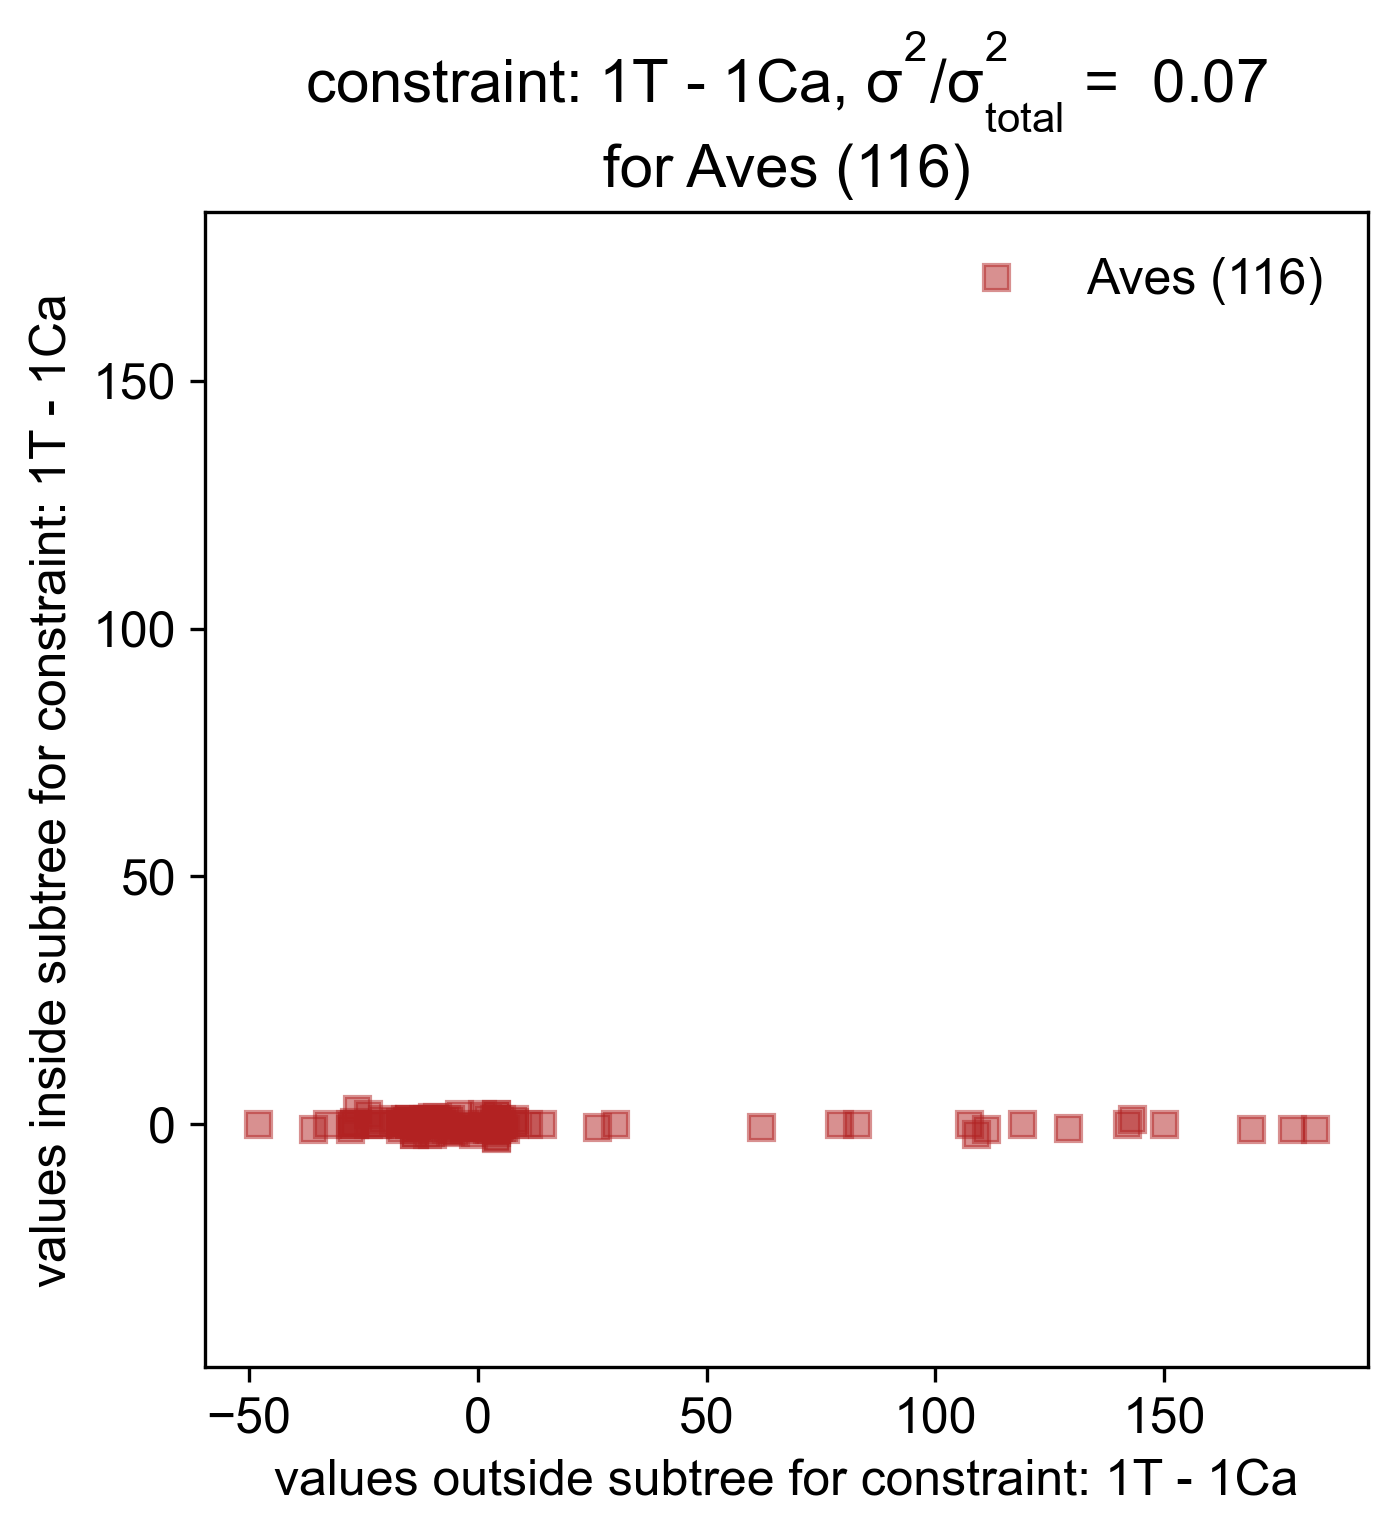 constraint: 1T - 1Ca, σ²/σ²total = 0.07
for Aves (116)
Aves (116)
values inside subtree for constraint: 1T - 1Ca
150
100
50
0
−50 0 50 100 150
values outside subtree for constraint: 1T - 1Ca